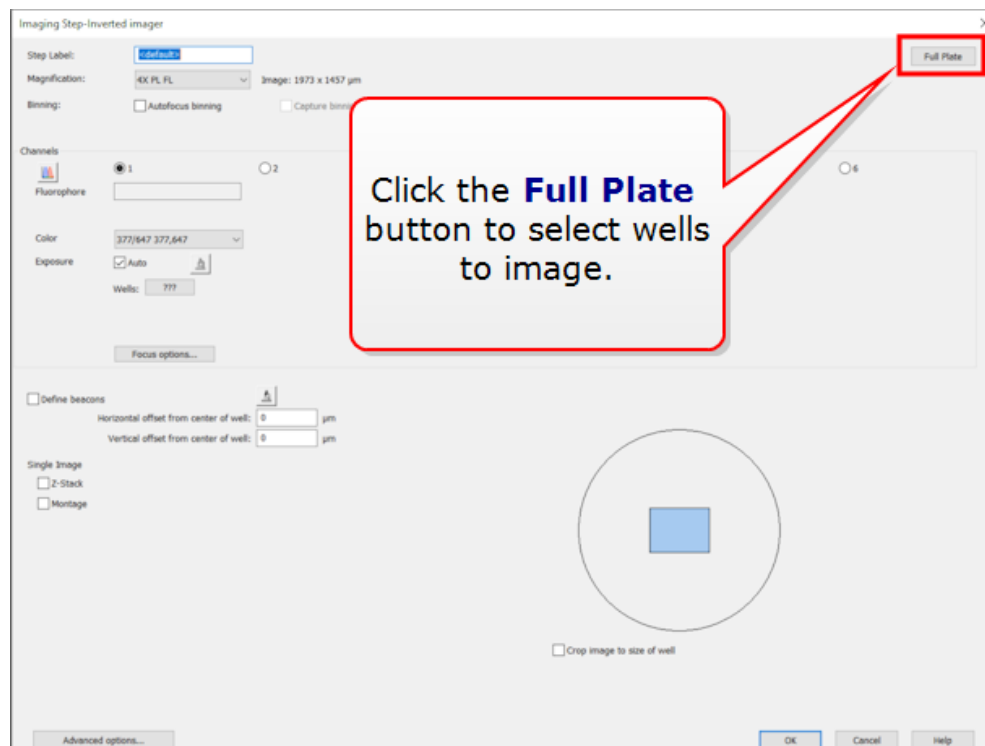 Imaging Step-Inverted imager
Step Label: <default> Full Plate
Magnification: 4X PL FL Image: 1973 x 1457 µm
Binning: Autofocus binning Capture
Channels
1 2 6
Fluorophore
Click the Full Plate
button to select wells
to image.
Color 377/647 377,647
Exposure Auto
Wells: ???
Focus options...
Define beacons
Horizontal offset from center of well: 0 µm
Vertical offset from center of well: 0 µm
Single Image
Z-Stack
Montage
Crop image to size of well
Advanced options... OK Cancel Help